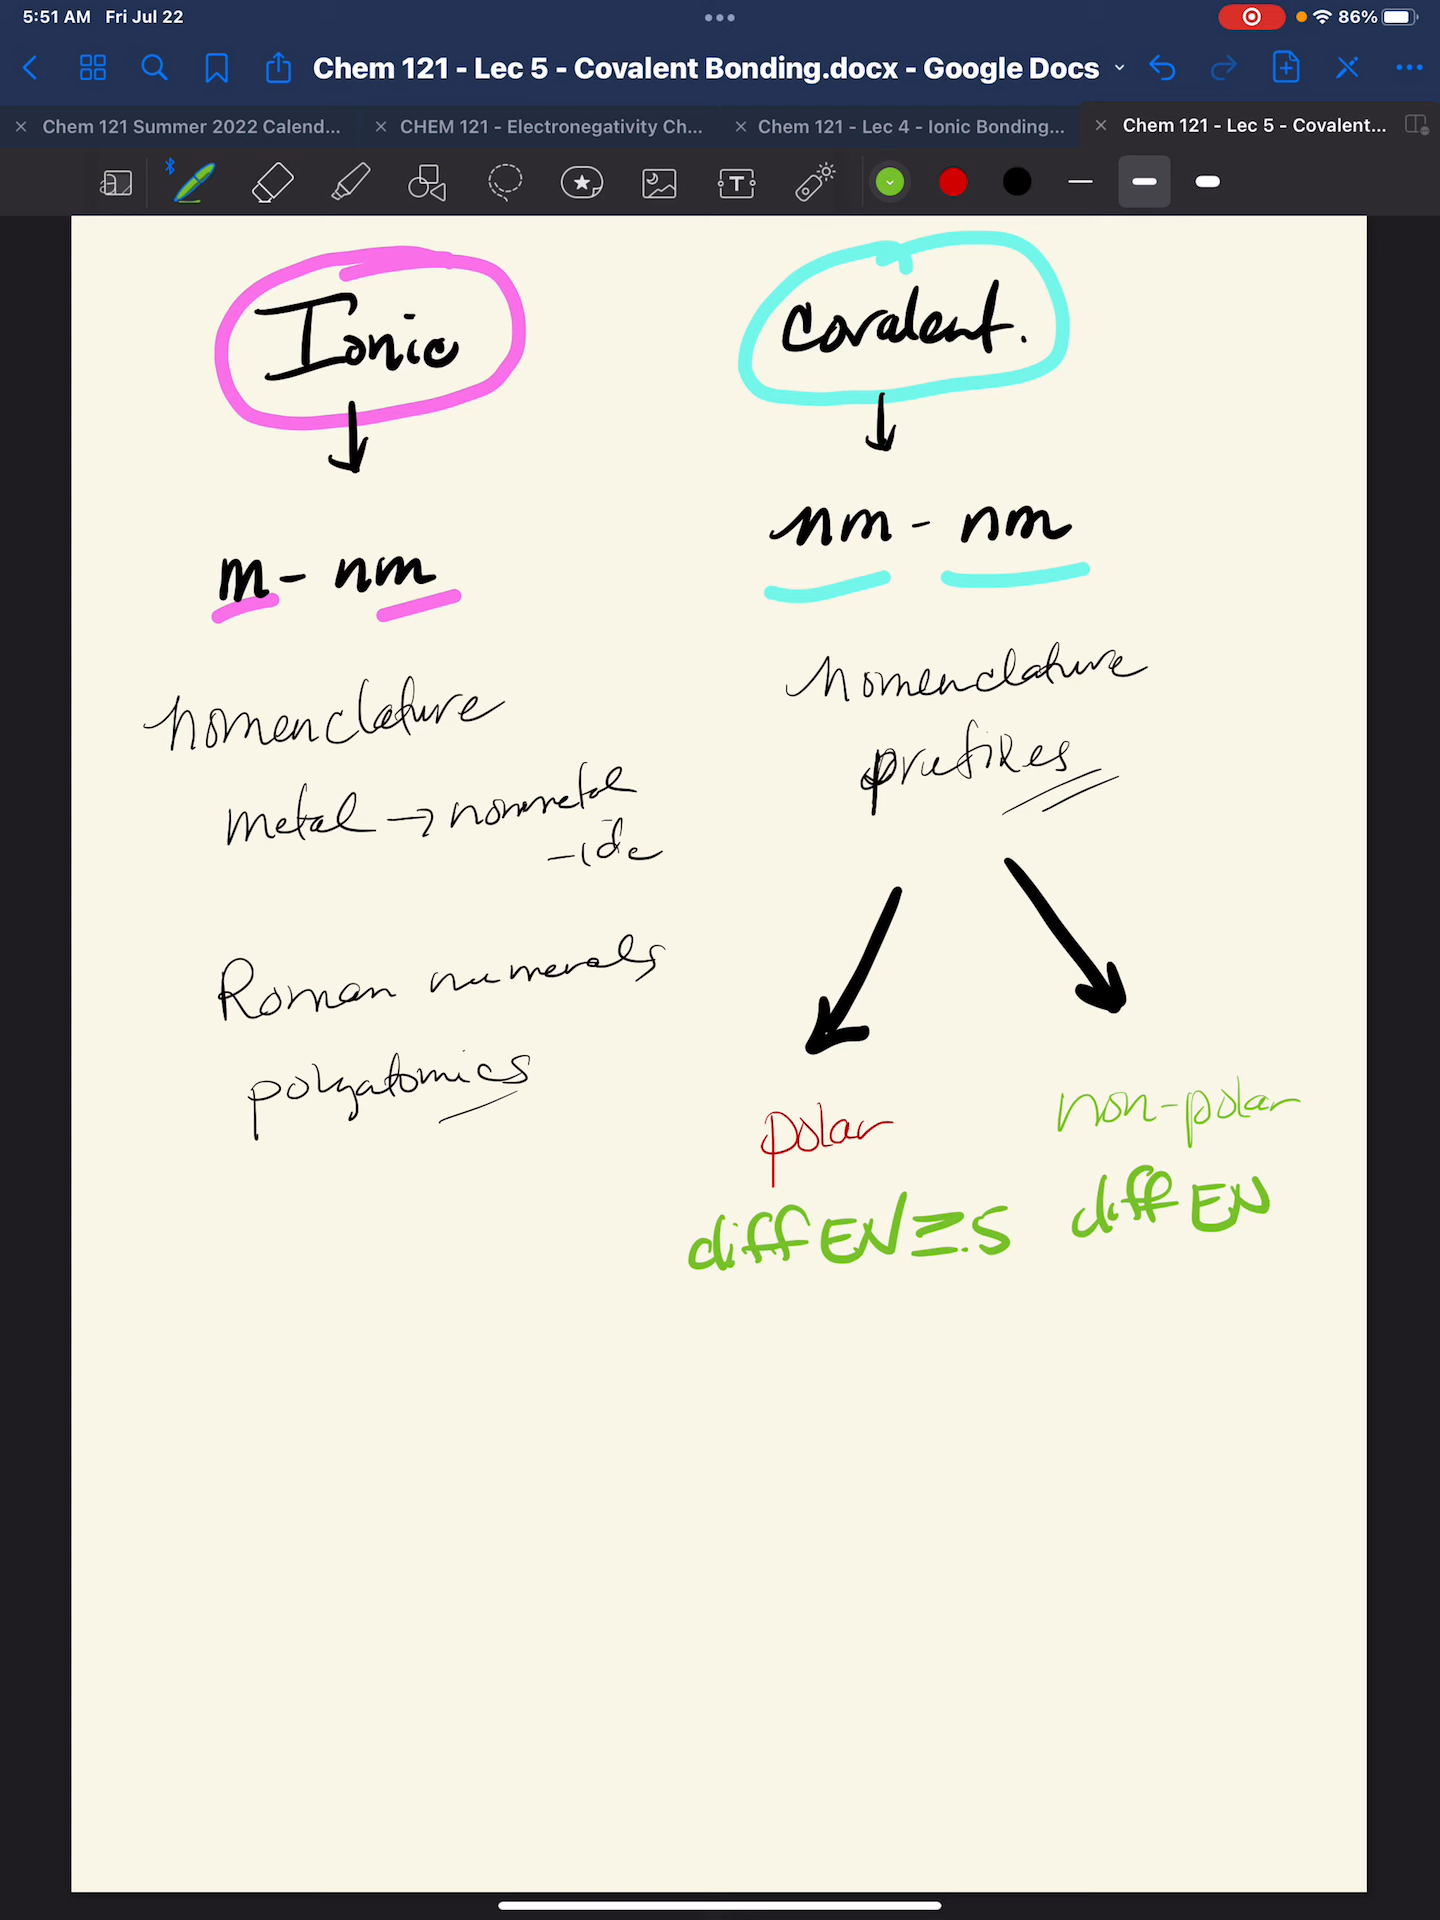 5:51 AM Fri Jul 22
86%
Chem 121 - Lec 5 - Covalent Bonding.docx - Google Docs
Chem 121 Summer 2022 Calend...
CHEM 121 - Electronegativity Ch...
Chem 121 - Lec 4 - Ionic Bonding...
Chem 121 - Lec 5 - Covalent...
T
Ionic
m - nm
nomenclature
metal → nonmetal
-ide
Roman numerals
polyatomics
Covalent.
nm - nm
nomenclature
prefixes
polar
diff EN ≥ .5
non-polar
diff EN